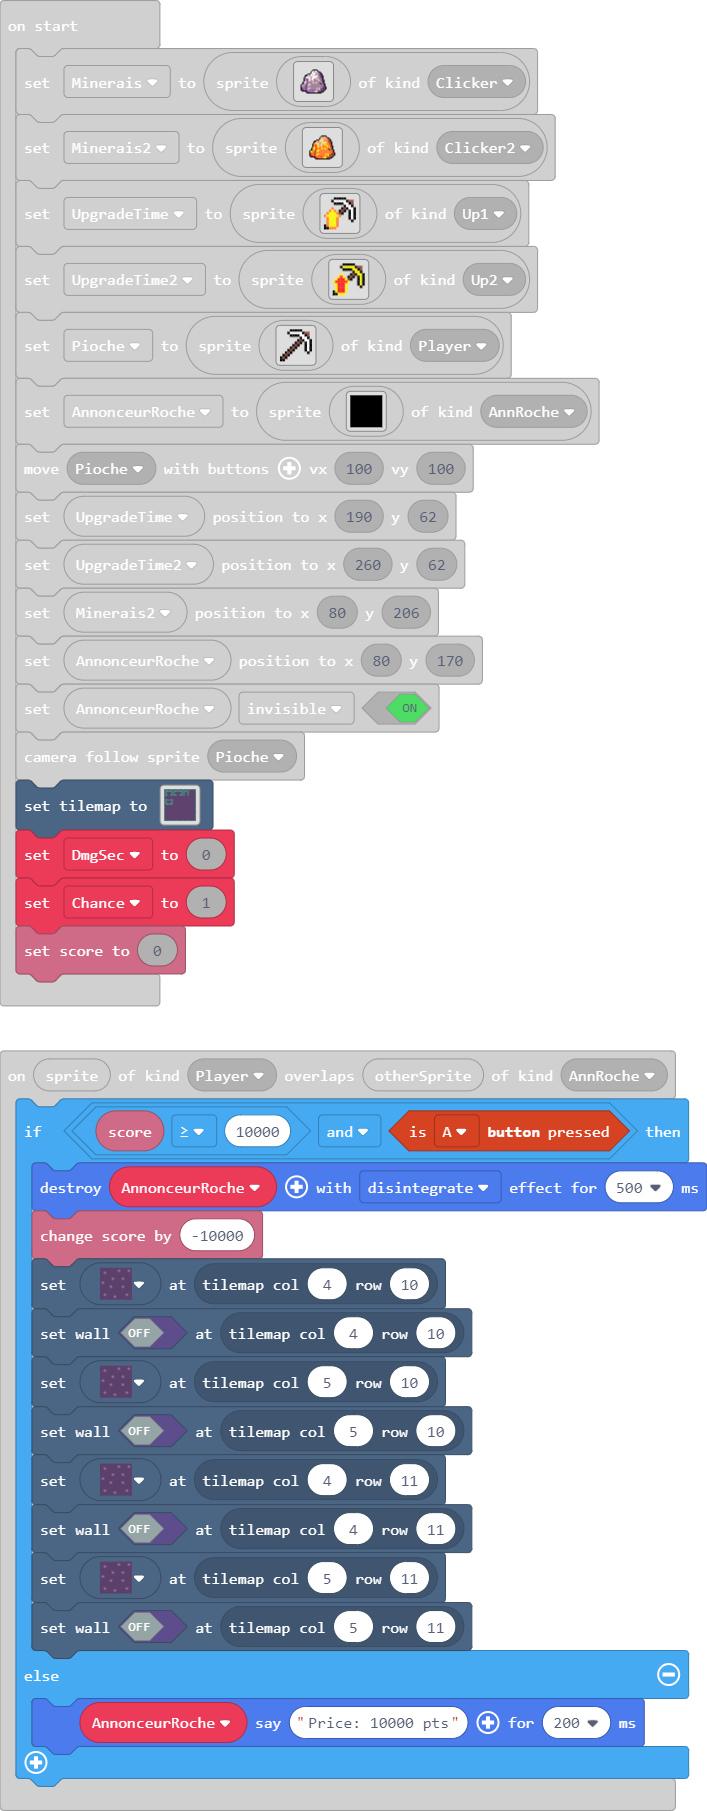 on start
set Minerais to sprite of kind Clicker
set Minerais2 to sprite of kind Clicker2
set UpgradeTime to sprite of kind Up1
set UpgradeTime2 to sprite of kind Up2
set Pioche to sprite of kind Player
set AnnonceurRoche to sprite of kind AnnRoche
move Pioche with buttons vx 100 vy 100
set UpgradeTime position to x 190 y 62
set UpgradeTime2 position to x 260 y 62
set Minerais2 position to x 80 y 206
set AnnonceurRoche position to x 80 y 170
set AnnonceurRoche invisible ON
camera follow sprite Pioche
set tilemap to
set DmgSec to 0
set Chance to 1
set score to 0
on sprite of kind Player overlaps otherSprite of kind AnnRoche
if score ≥ 10000 and is A button pressed then
destroy AnnonceurRoche with disintegrate effect for 500 ms
change score by -10000
set at tilemap col 4 row 10
set wall OFF at tilemap col 4 row 10
set at tilemap col 5 row 10
set wall OFF at tilemap col 5 row 10
set at tilemap col 4 row 11
set wall OFF at tilemap col 4 row 11
set at tilemap col 5 row 11
set wall OFF at tilemap col 5 row 11
else
AnnonceurRoche say "Price: 10000 pts" for 200 ms